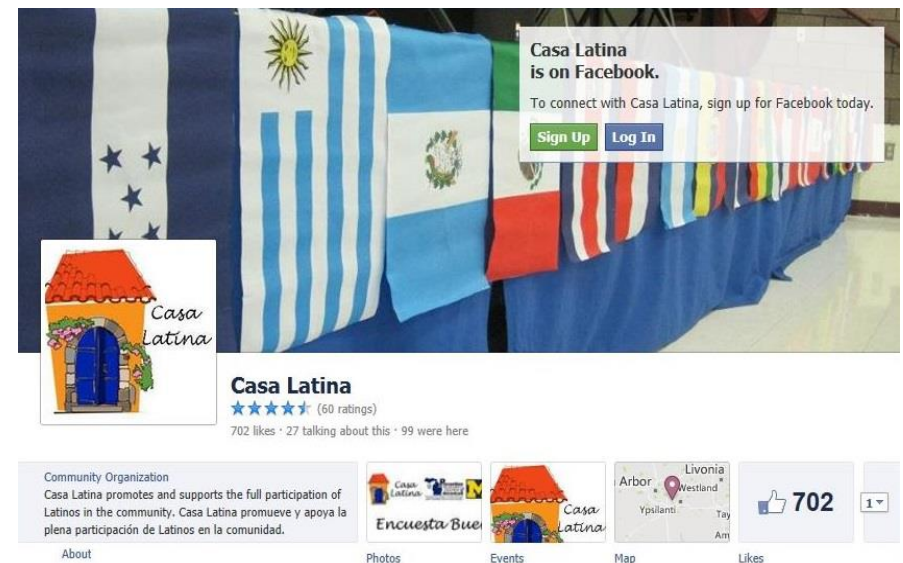 Casa Latina
is on Facebook.
To connect with Casa Latina, sign up for Facebook today.
Sign Up Log In
Casa
Latina
Casa Latina
(60 ratings)
702 likes · 27 talking about this · 99 were here
Community Organization
Casa Latina promotes and supports the full participation of
Latinos in the community. Casa Latina promueve y apoya la
plena participación de Latinos en la comunidad.
About
Casa
Latina
Encuesta Bue
Photos
Casa
Latina
Events
Livonia
Arbor
Westland
Ypsilanti
Tay
Am
Map
702
Likes
1